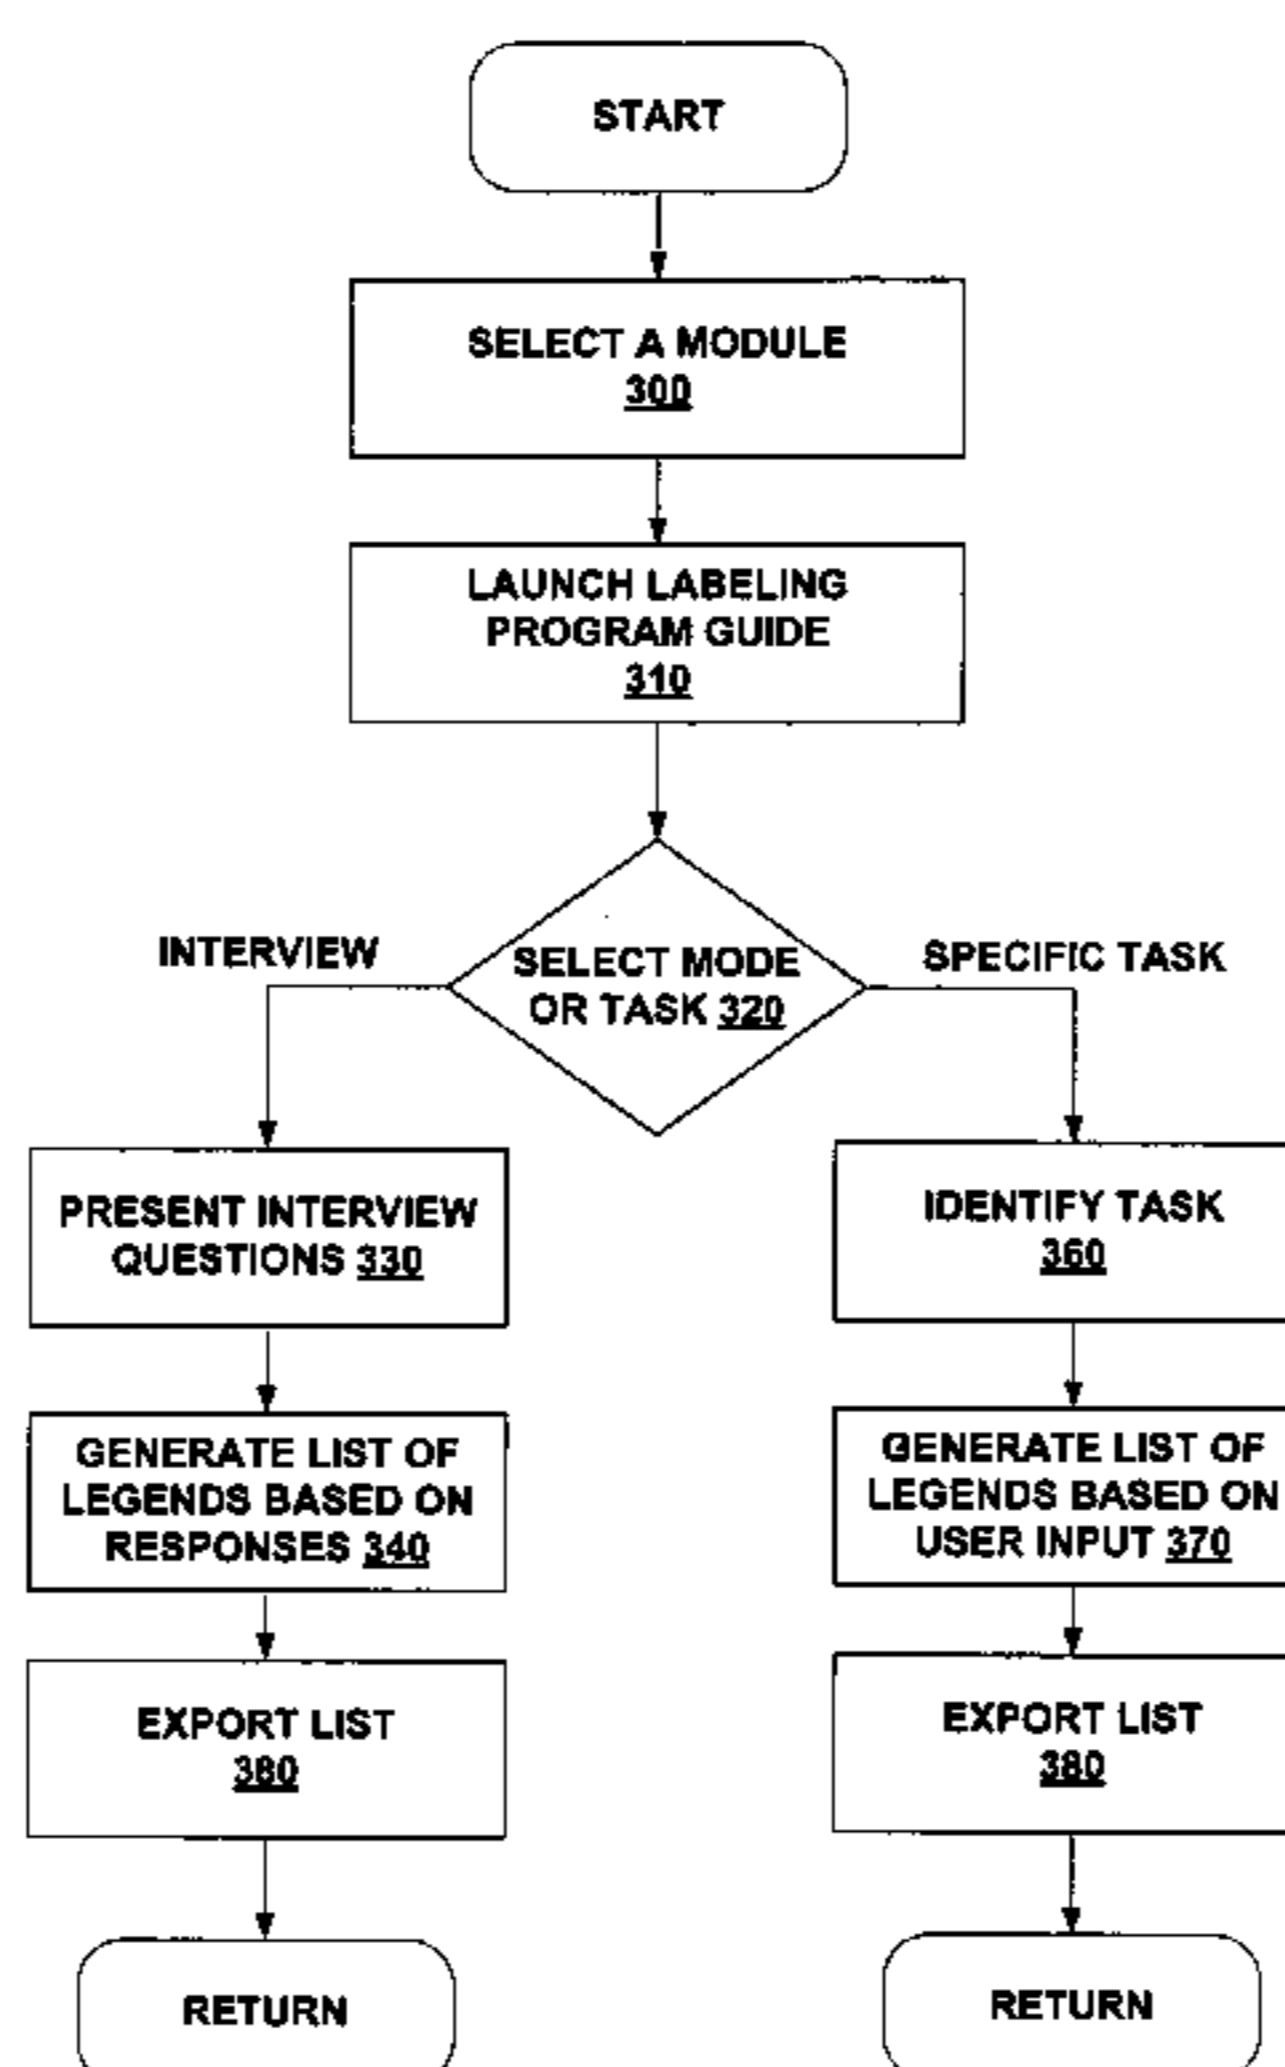 START
SELECT A MODULE
300
LAUNCH LABELING
PROGRAM GUIDE
310
SELECT MODE
OR TASK 320
INTERVIEW
PRESENT INTERVIEW
QUESTIONS 330
GENERATE LIST OF
LEGENDS BASED ON
RESPONSES 340
EXPORT LIST
380
RETURN
SPECIFIC TASK
IDENTIFY TASK
360
GENERATE LIST OF
LEGENDS BASED ON
USER INPUT 370
EXPORT LIST
380
RETURN